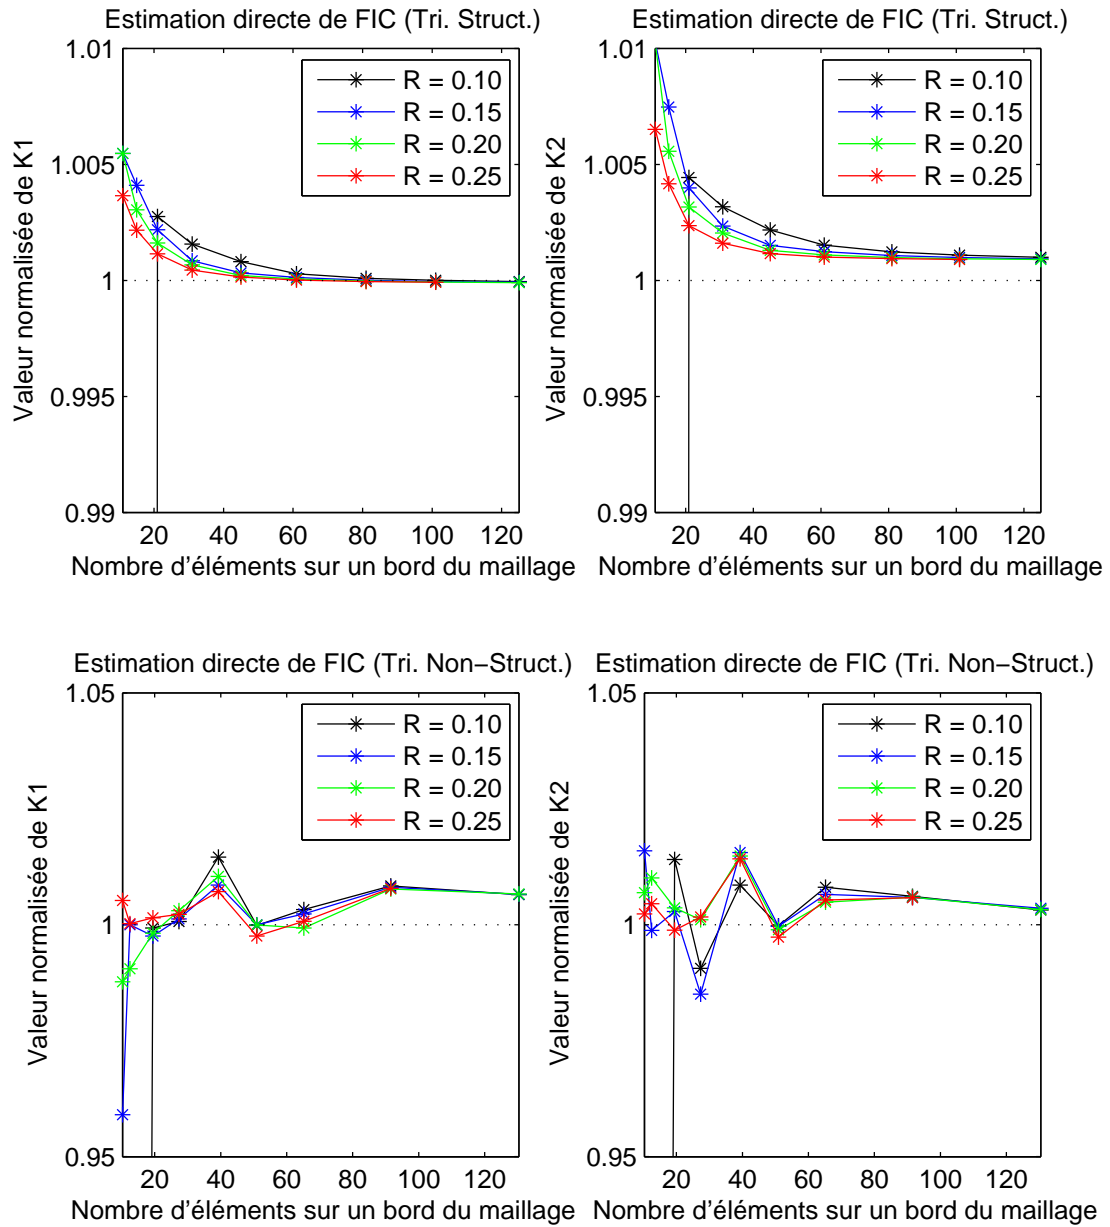 Estimation directe de FIC (Tri. Struct.)
1.01
1.005
1
0.995
0.99
Valeur normalisée de K1
R = 0.10
R = 0.15
R = 0.20
R = 0.25
20 40 60 80 100 120
Nombre d'éléments sur un bord du maillage
Estimation directe de FIC (Tri. Struct.)
1.01
1.005
1
0.995
0.99
Valeur normalisée de K2
R = 0.10
R = 0.15
R = 0.20
R = 0.25
20 40 60 80 100 120
Nombre d'éléments sur un bord du maillage
Estimation directe de FIC (Tri. Non−Struct.)
1.05
1
0.95
Valeur normalisée de K1
R = 0.10
R = 0.15
R = 0.20
R = 0.25
20 40 60 80 100 120
Nombre d'éléments sur un bord du maillage
Estimation directe de FIC (Tri. Non−Struct.)
1.05
1
0.95
Valeur normalisée de K2
R = 0.10
R = 0.15
R = 0.20
R = 0.25
20 40 60 80 100 120
Nombre d'éléments sur un bord du maillage